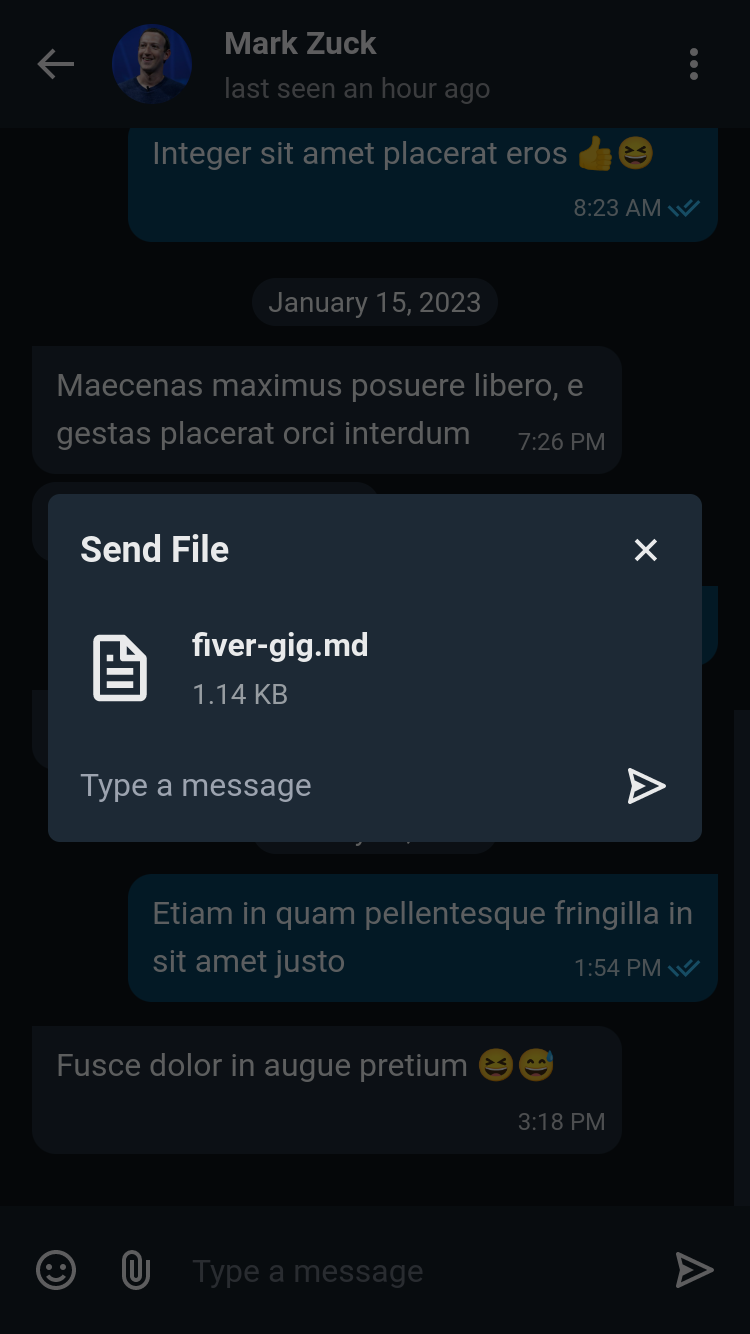 Mark Zuck
last seen an hour ago
Integer sit amet placerat eros 👍😆
8:23 AM
January 15, 2023
Maecenas maximus posuere libero, e
gestas placerat orci interdum 7:26 PM
Send File
fiver-gig.md
1.14 KB
Type a message
Etiam in quam pellentesque fringilla in
sit amet justo 1:54 PM
Fusce dolor in augue pretium 😆😅
3:18 PM
Type a message